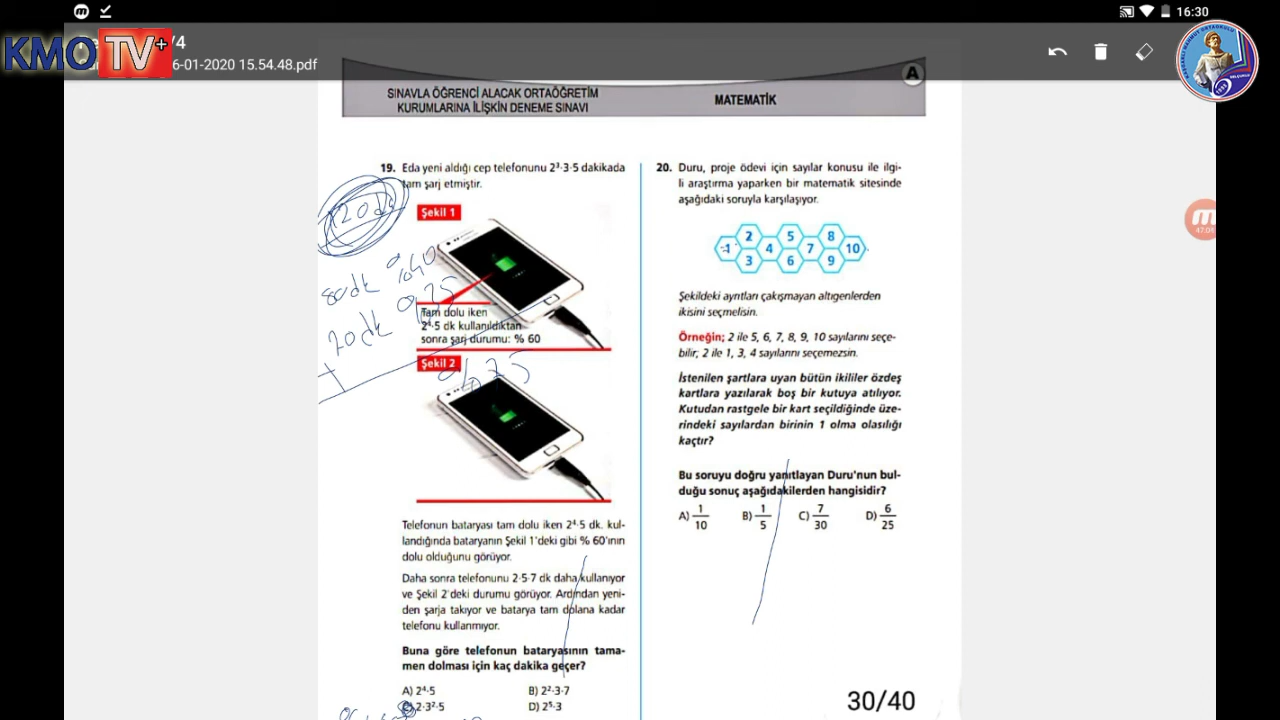 16:30
KMO TV+
/4
6-01-2020 15.54.48.pdf
A
SINAVLA ÖĞRENCİ ALACAK ORTAÖĞRETİM
KURUMLARINA İLİŞKİN DENEME SINAVI
MATEMATİK
19. Eda yeni aldığı cep telefonunu 2³·3·5 dakikada
tam şarj etmiştir.
Şekil 1
120 dk
80 dk %40
70 dk %35
%75
Tam dolu iken
2⁴·5 dk kullanıldıktan
sonra şarj durumu: % 60
Şekil 2
Telefonun bataryası tam dolu iken 2⁴·5 dk. kul-
landığında bataryanın Şekil 1'deki gibi % 60'ının
dolu olduğunu görüyor.
Daha sonra telefonunu 2·5·7 dk daha kullanıyor
ve Şekil 2'deki durumu görüyor. Ardından yeni-
den şarja takıyor ve batarya tam dolana kadar
telefonu kullanmıyor.
Buna göre telefonun bataryasının tama-
men dolması için kaç dakika geçer?
A) 2⁴·5 B) 2²·3·7
C) 2·3²·5 D) 2⁵·3
20. Duru, proje ödevi için sayılar konusu ile ilgi-
li araştırma yaparken bir matematik sitesinde
aşağıdaki soruyla karşılaşıyor.
2 5 8
1 4 7 10
3 6 9
Şekildeki ayrıtları çakışmayan altıgenlerden
ikisini seçmelisin.
Örneğin; 2 ile 5, 6, 7, 8, 9, 10 sayılarını seçe-
bilir; 2 ile 1, 3, 4 sayılarını seçemezsin.
İstenilen şartlara uyan bütün ikililer özdeş
kartlara yazılarak boş bir kutuya atılıyor.
Kutudan rastgele bir kart seçildiğinde üze-
rindeki sayılardan birinin 1 olma olasılığı
kaçtır?
Bu soruyu doğru yanıtlayan Duru'nun bul-
duğu sonuç aşağıdakilerden hangisidir?
A) 1/10 B) 1/5 C) 7/30 D) 6/25
30/40